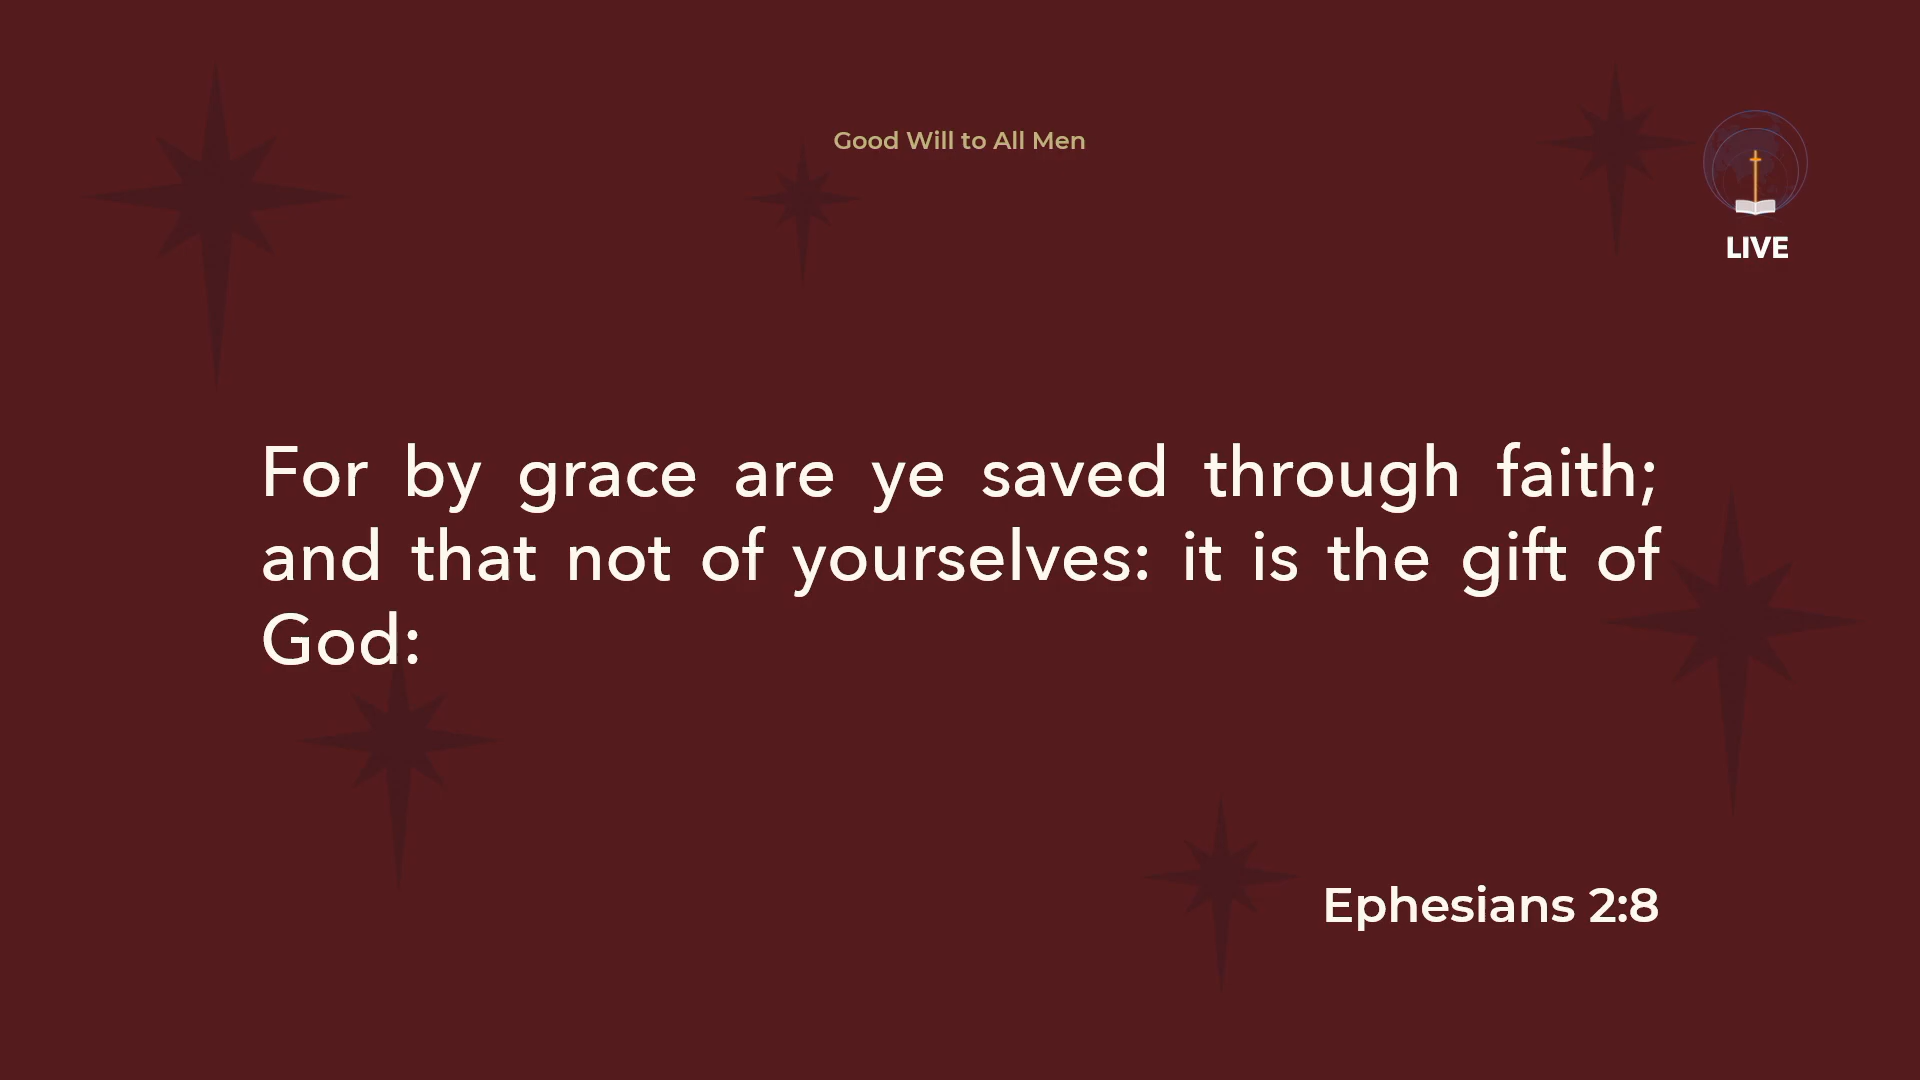 Good Will to All Men
LIVE
For by grace are ye saved through faith;
and that not of yourselves: it is the gift of
God:
Ephesians 2:8